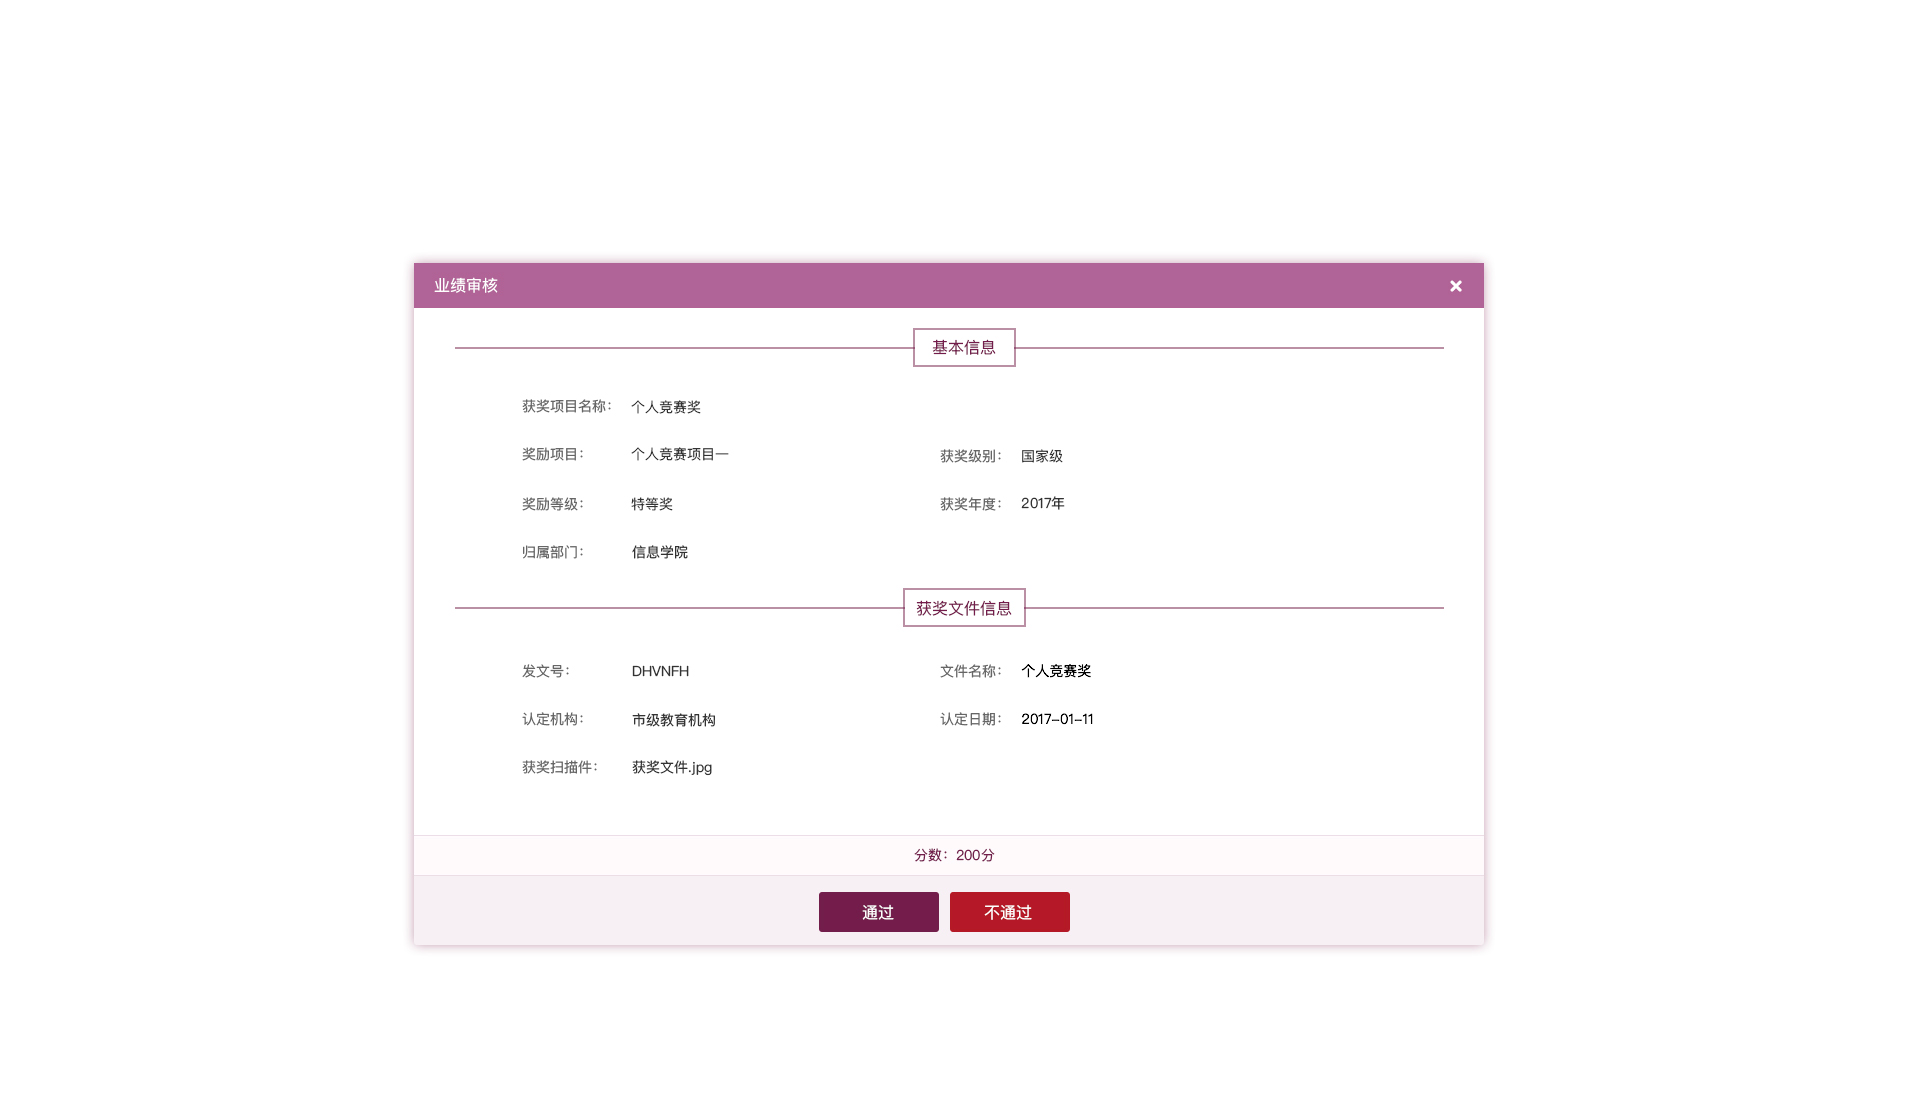 业绩审核
基本信息
获奖项目名称： 个人竞赛奖
奖励项目： 个人竞赛项目一 获奖级别： 国家级
奖励等级： 特等奖 获奖年度： 2017年
归属部门： 信息学院
获奖文件信息
发文号： DHVNFH 文件名称： 个人竞赛奖
认定机构： 市级教育机构 认定日期： 2017-01-11
获奖扫描件： 获奖文件.jpg
分数：200分
通过 不通过